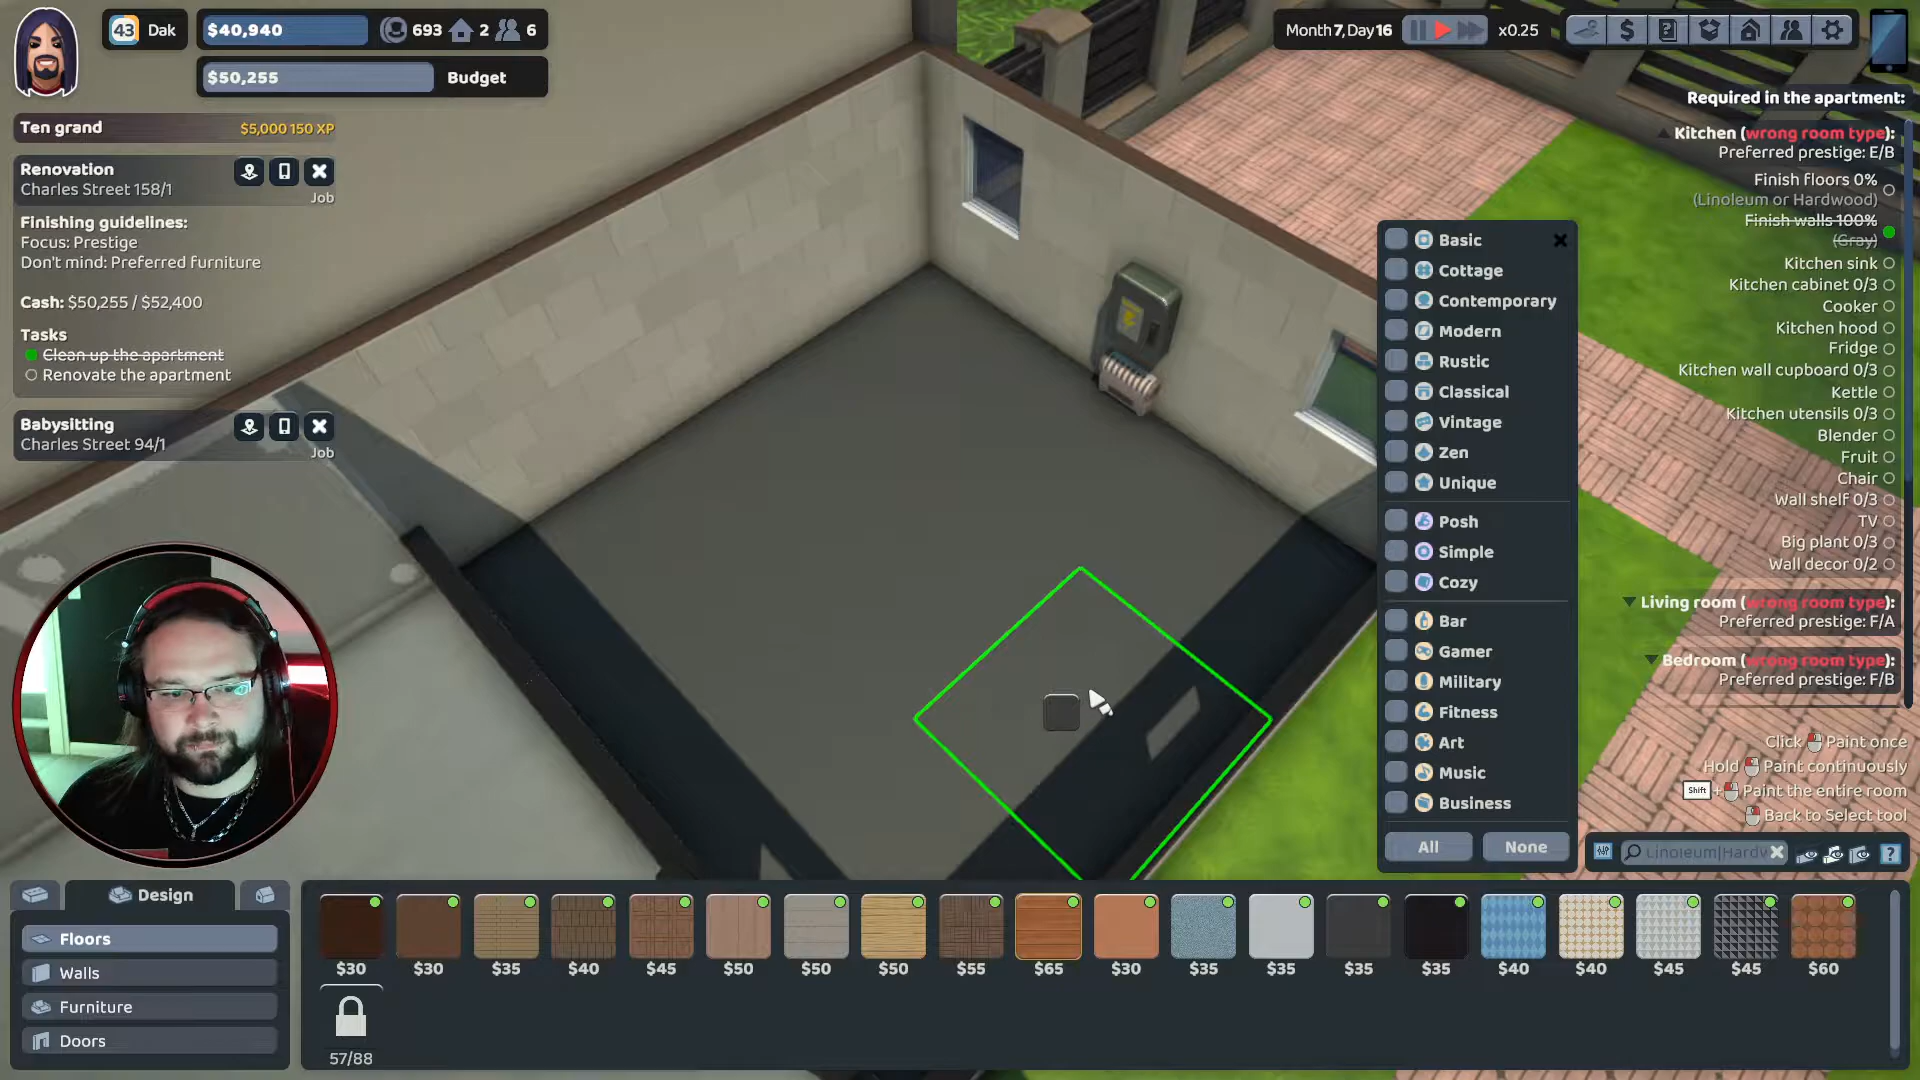 43 Dak
$40,940
693 2 6
$50,255 Budget
Month 7, Day 16
x0.25
Ten grand
$5,000 150 XP
Renovation
Charles Street 158/1
Job
Finishing guidelines:
Focus: Prestige
Don't mind: Preferred furniture
Cash: $50,255 / $52,400
Tasks
Clean up the apartment
Renovate the apartment
Babysitting
Charles Street 94/1
Job
Required in the apartment:
Kitchen (wrong room type):
Preferred prestige: E/B
Finish floors 0%
(Linoleum or Hardwood)
Finish walls 100%
(Gray)
Kitchen sink
Kitchen cabinet 0/3
Cooker
Kitchen hood
Fridge
Kitchen wall cupboard 0/3
Kettle
Kitchen utensils 0/3
Blender
Fruit
Chair
Wall shelf 0/3
TV
Big plant 0/3
Wall decor 0/2
Living room (wrong room type):
Preferred prestige: F/A
Bedroom (wrong room type):
Preferred prestige: F/B
Click Paint once
Hold Paint continuously
Shift + Paint the entire room
Back to Select tool
Basic
Cottage
Contemporary
Modern
Rustic
Classical
Vintage
Zen
Unique
Posh
Simple
Cozy
Bar
Gamer
Military
Fitness
Art
Music
Business
All
None
Linoleum|Hardw
?
Design
Floors
Walls
Furniture
Doors
$30 $30 $35 $40 $45 $50 $50 $50 $55 $65 $30 $35 $35 $35 $35 $40 $40 $45 $45 $60
57/88